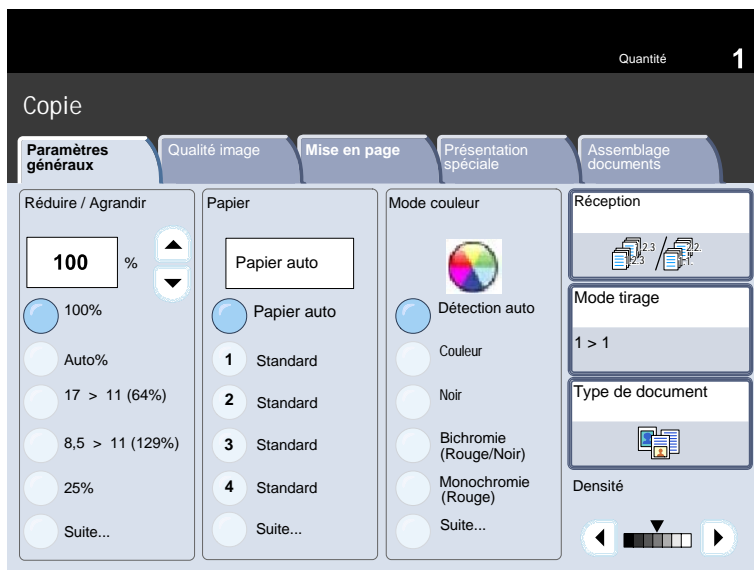 Quantité 1
Copie
Paramètres
généraux
Qualité image
Mise en page
Présentation
spéciale
Assemblage
documents
Réduire / Agrandir
100 %
100%
Auto%
17 > 11 (64%)
8,5 > 11 (129%)
25%
Suite...
Papier
Papier auto
Papier auto
1 Standard
2 Standard
3 Standard
4 Standard
Suite...
Mode couleur
Détection auto
Couleur
Noir
Bichromie
(Rouge/Noir)
Monochromie
(Rouge)
Suite...
Réception
Mode tirage
1 > 1
Type de document
Densité